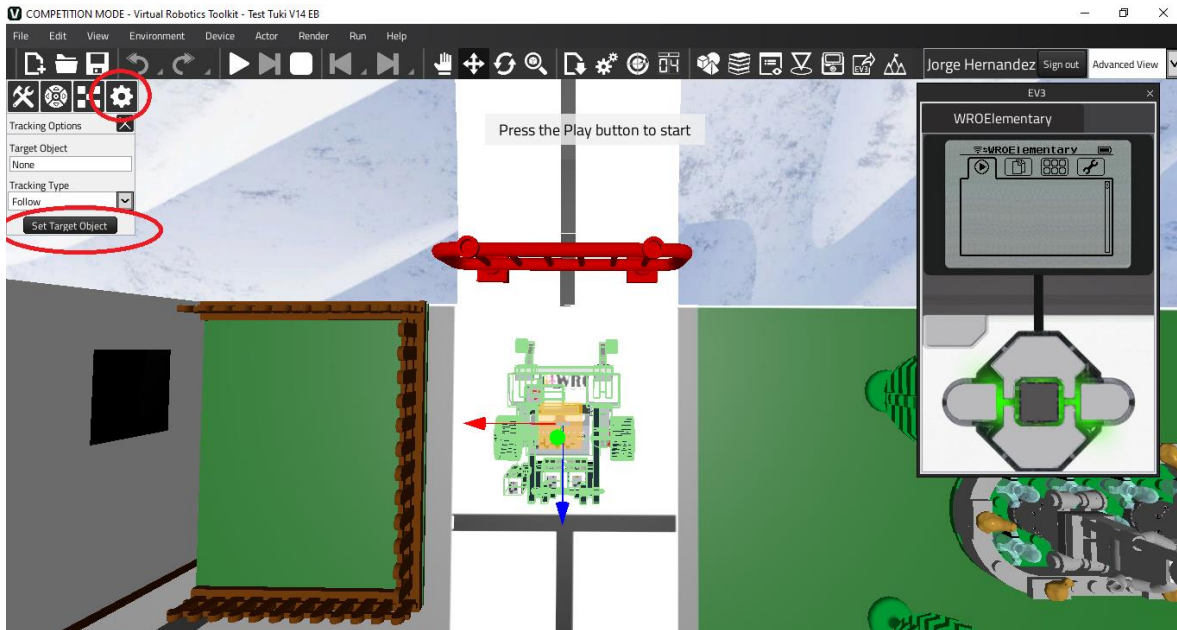 COMPETITION MODE - Virtual Robotics Toolkit - Test Tuki V14 EB
File Edit View Environment Device Actor Render Run Help
EV3
Jorge Hernandez Sign out Advanced View
Tracking Options
Target Object
None
Tracking Type
Follow
Set Target Object
Press the Play button to start
WRO
EV3
WROElementary
WROElementary